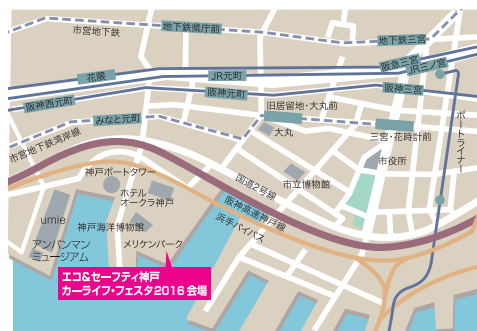 市営地下鉄
地下鉄県庁前
地下鉄三宮
阪急三宮
JR三ノ宮
花隈
JR元町
阪神西元町
阪神元町
阪神三宮
旧居留地・大丸前
みなと元町
ポートライナー
大丸
三宮・花時計前
市営地下鉄湾岸線
市役所
神戸ポートタワー
国道2号線
市立博物館
ホテル
オークラ神戸
阪神高速神戸線
umie
神戸海洋博物館
浜手バイパス
アンパンマン
ミュージアム
メリケンパーク
エコ&セーフティ神戸
カーライフ・フェスタ2016 会場